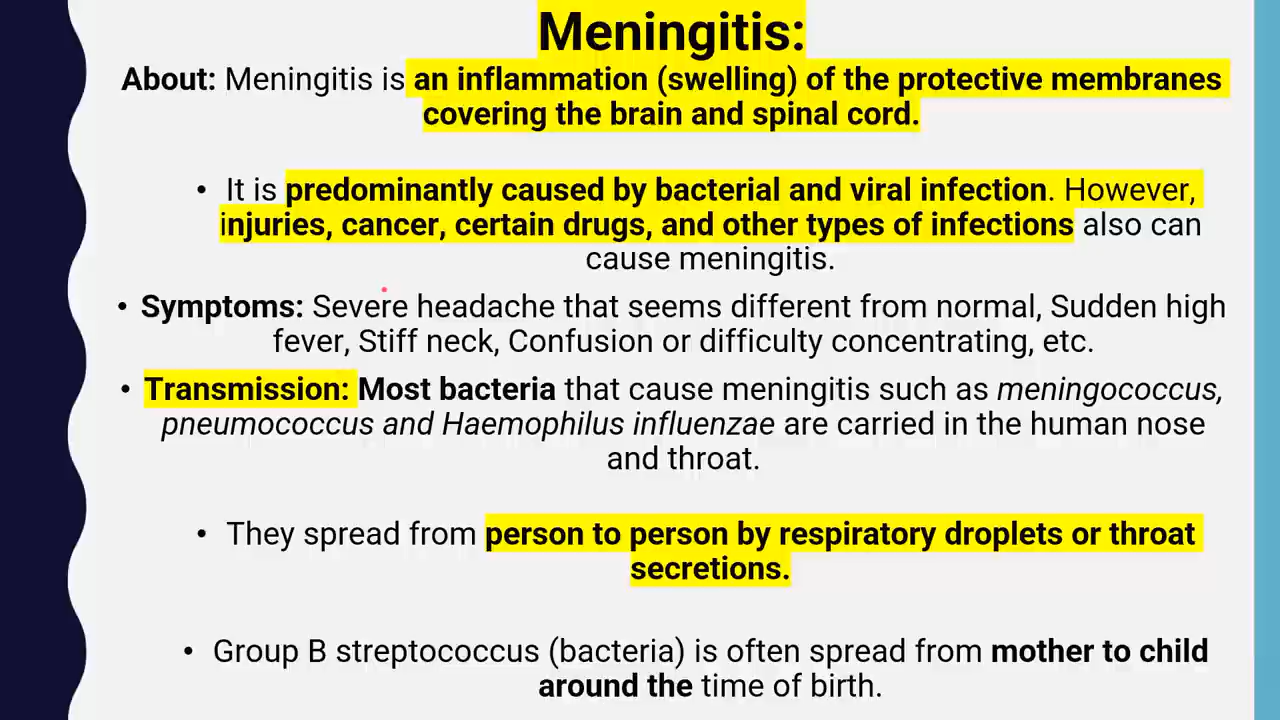 Meningitis:
About: Meningitis is an inflammation (swelling) of the protective membranes
covering the brain and spinal cord.
• It is predominantly caused by bacterial and viral infection. However,
injuries, cancer, certain drugs, and other types of infections also can
cause meningitis.
• Symptoms: Severe headache that seems different from normal, Sudden high
fever, Stiff neck, Confusion or difficulty concentrating, etc.
• Transmission: Most bacteria that cause meningitis such as meningococcus,
pneumococcus and Haemophilus influenzae are carried in the human nose
and throat.
• They spread from person to person by respiratory droplets or throat
secretions.
• Group B streptococcus (bacteria) is often spread from mother to child
around the time of birth.